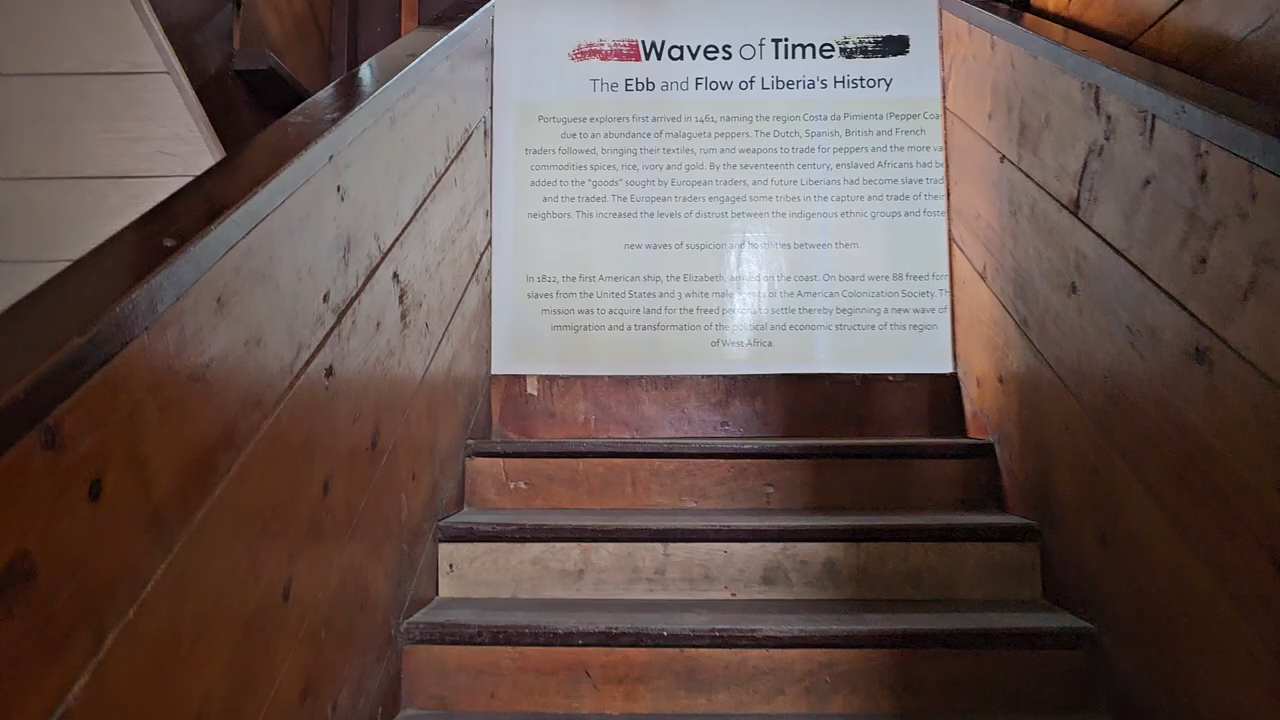 Waves of Time
The Ebb and Flow of Liberia's History
Portuguese explorers first arrived in 1461, naming the region Costa da Pimienta (Pepper Coa
due to an abundance of malagueta peppers. The Dutch, Spanish, British and French
traders followed, bringing their textiles, rum and weapons to trade for peppers and the more va
commodities spices, rice, ivory and gold. By the seventeenth century, enslaved Africans had be
added to the "goods" sought by European traders, and future Liberians had become slave trad
and the traded. The European traders engaged some tribes in the capture and trade of their
neighbors. This increased the levels of distrust between the indigenous ethnic groups and foste
new waves of suspicion and hostilities between them.
In 1822, the first American ship, the Elizabeth, arrived on the coast. On board were 88 freed form
slaves from the United States and 3 white male agents of the American Colonization Society. Th
mission was to acquire land for the freed persons to settle thereby beginning a new wave of
immigration and a transformation of the political and economic structure of this region
of West Africa.